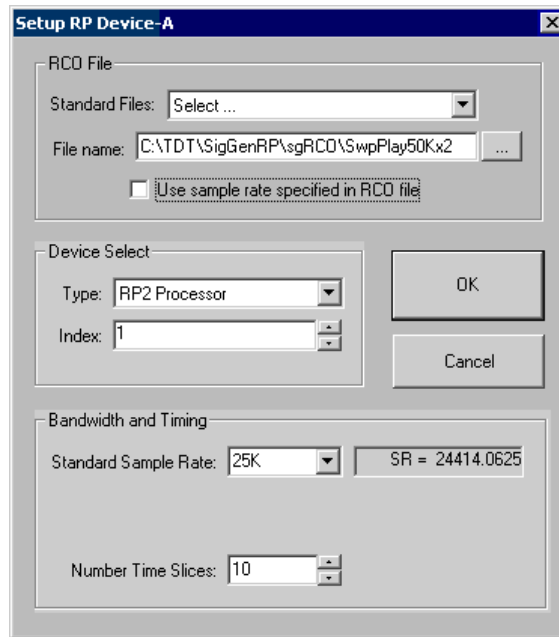 Setup RP Device-A
RCO File
Standard Files: Select ...
File name: C:\TDT\SigGenRP\sgRCO\SwpPlay50Kx2 ...
Use sample rate specified in RCO file
Device Select
Type: RP2 Processor
Index: 1
OK
Cancel
Bandwidth and Timing
Standard Sample Rate: 25K SR = 24414.0625
Number Time Slices: 10